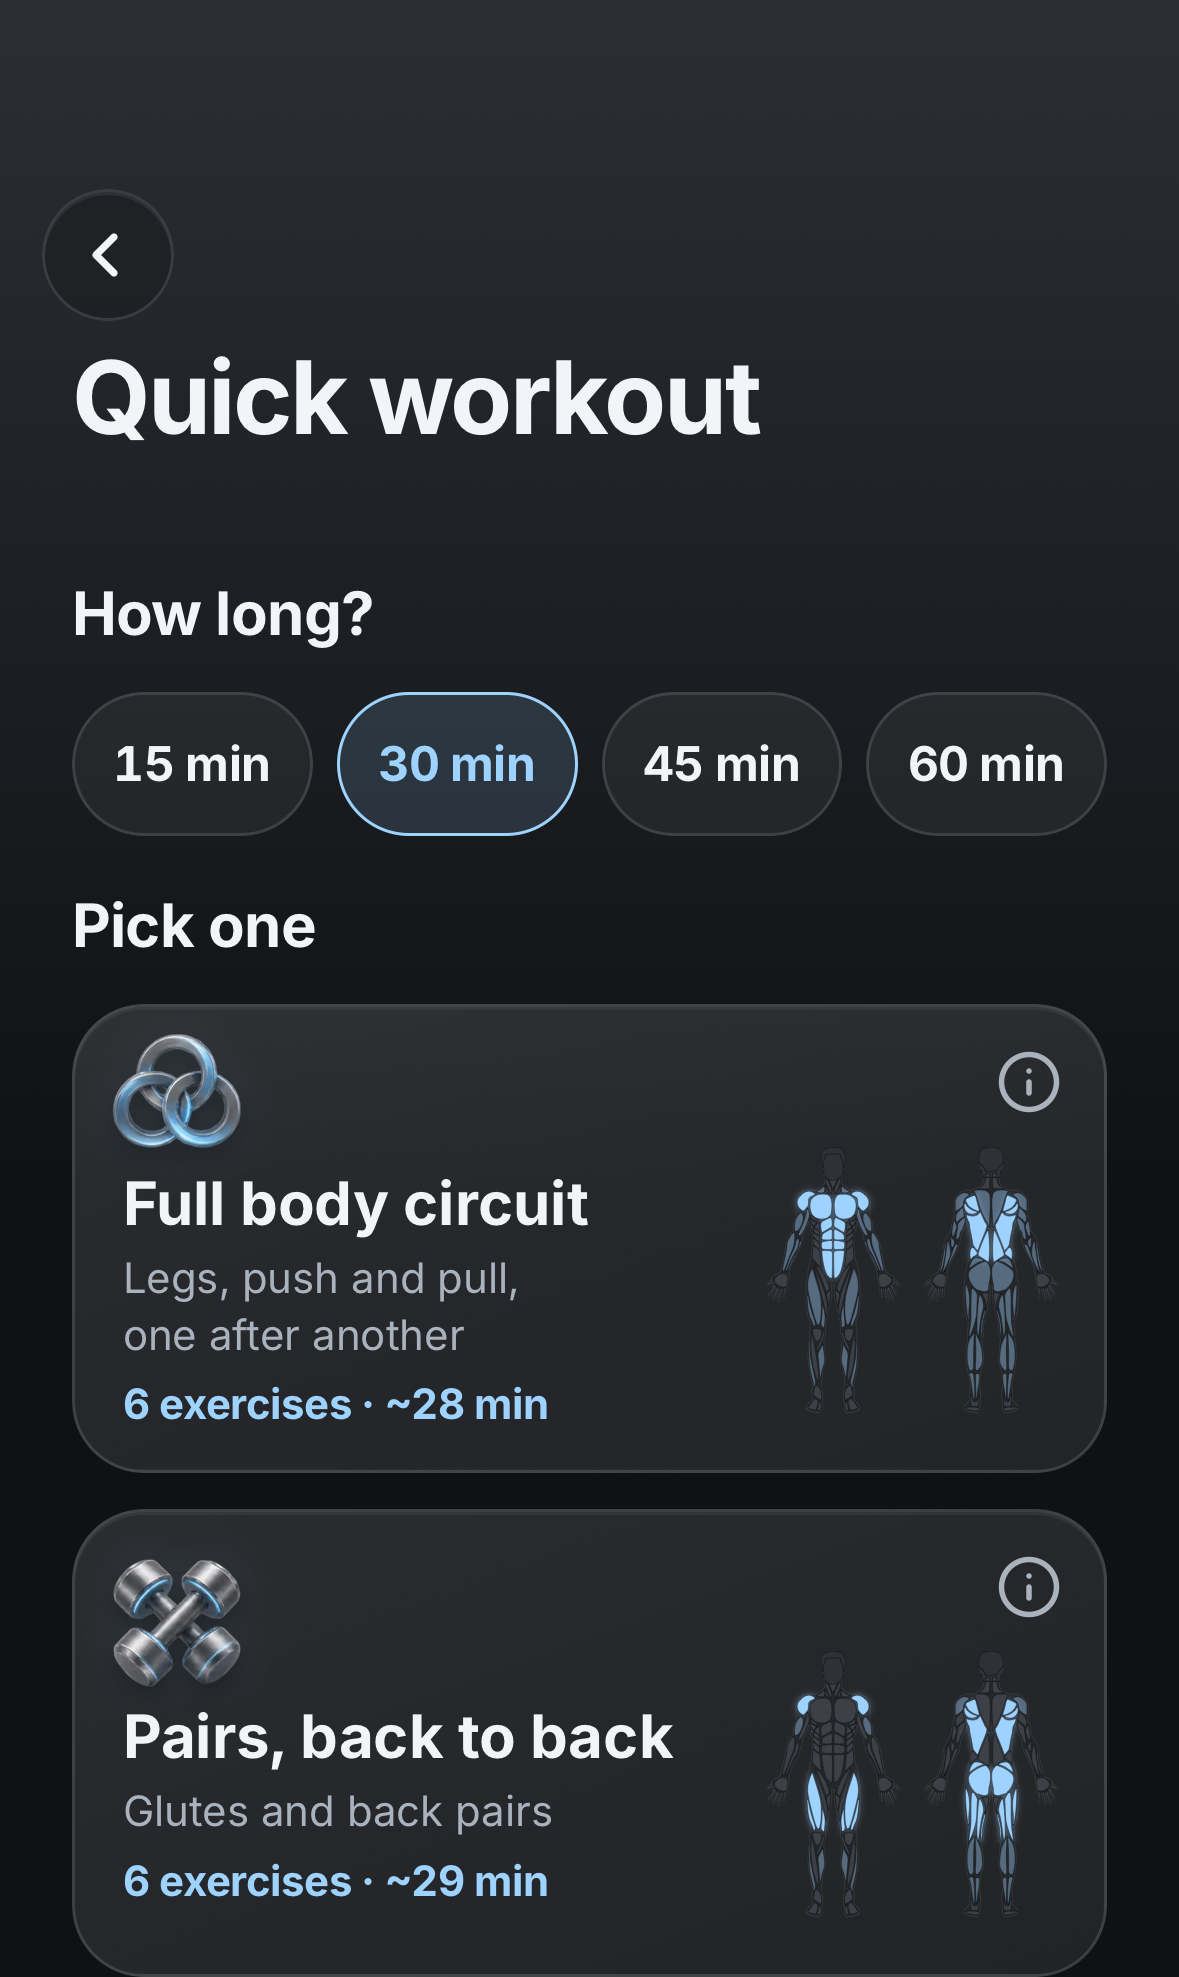 Quick workout
How long?
15 min
30 min
45 min
60 min
Pick one
Full body circuit
Legs, push and pull,
one after another
6 exercises · ~28 min
Pairs, back to back
Glutes and back pairs
6 exercises · ~29 min